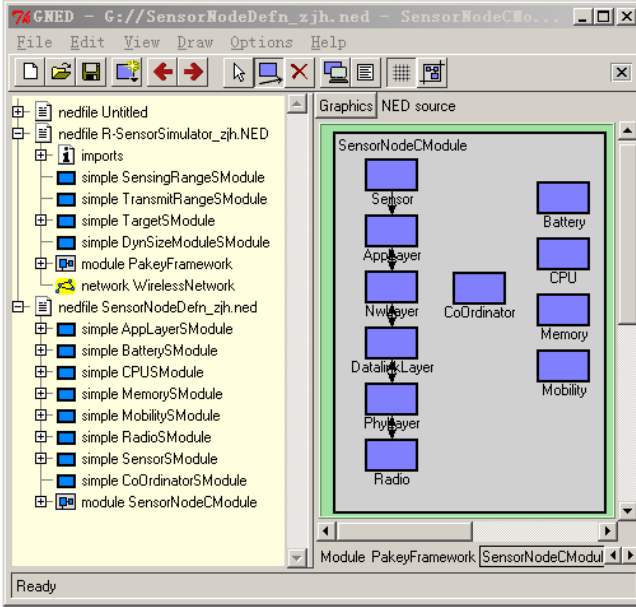 GNED - G://SensorNodeDefn_zjh.ned - SensorNodeCMo...
File Edit View Draw Options Help
Graphics NED source
nedfile Untitled
nedfile R-SensorSimulator_zjh.NED
imports
simple SensingRangeSModule
simple TransmitRangeSModule
simple TargetSModule
simple DynSizeModuleSModule
module PakeyFramework
network WirelessNetwork
nedfile SensorNodeDefn_zjh.ned
simple AppLayerSModule
simple BatterySModule
simple CPUSModule
simple MemorySModule
simple MobilitySModule
simple RadioSModule
simple SensorSModule
simple CoOrdinatorSModule
module SensorNodeCModule
SensorNodeCModule
Sensor
AppLayer
NwLayer
DatalinkLayer
PhyLayer
Radio
CoOrdinator
Battery
CPU
Memory
Mobility
Module PakeyFramework SensorNodeCModul
Ready